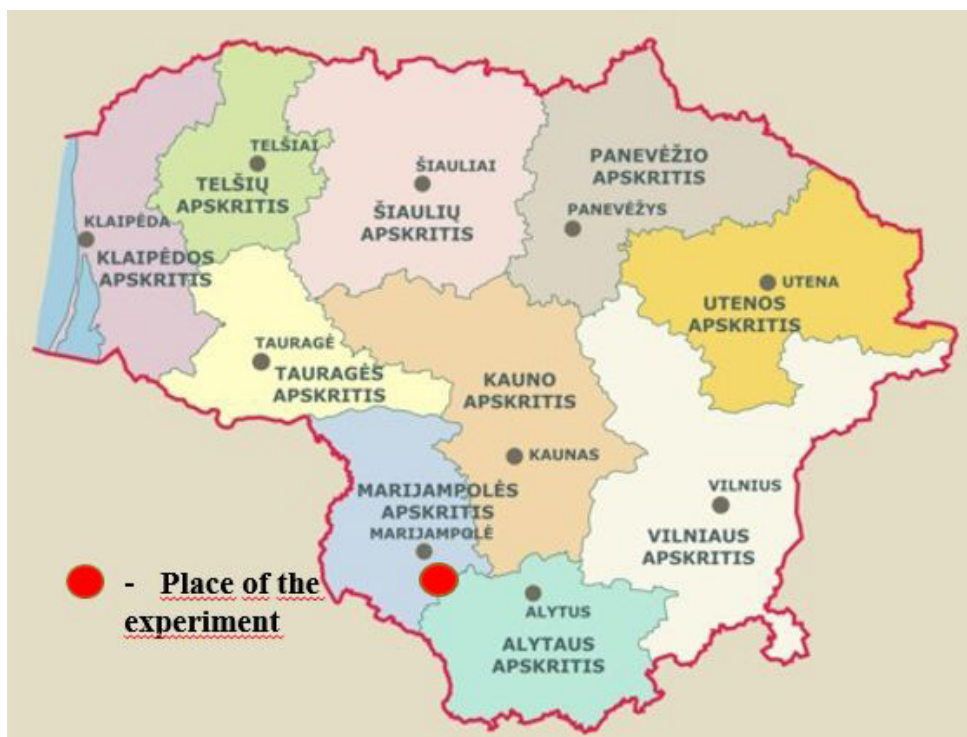 TELŠIAI
TELŠIŲ
APSKRITIS
ŠIAULIAI
ŠIAULIŲ
APSKRITIS
PANEVĖŽIO
APSKRITIS
PANEVĖŽYS
KLAIPĖDA
KLAIPĖDOS
APSKRITIS
UTENA
UTENOS
APSKRITIS
TAURAGĖ
TAURAGĖS
APSKRITIS
KAUNO
APSKRITIS
KAUNAS
MARIJAMPOLĖS
APSKRITIS
MARIJAMPOLĖ
VILNIUS
VILNIAUS
APSKRITIS
- Place of the
experiment
ALYTUS
ALYTAUS
APSKRITIS